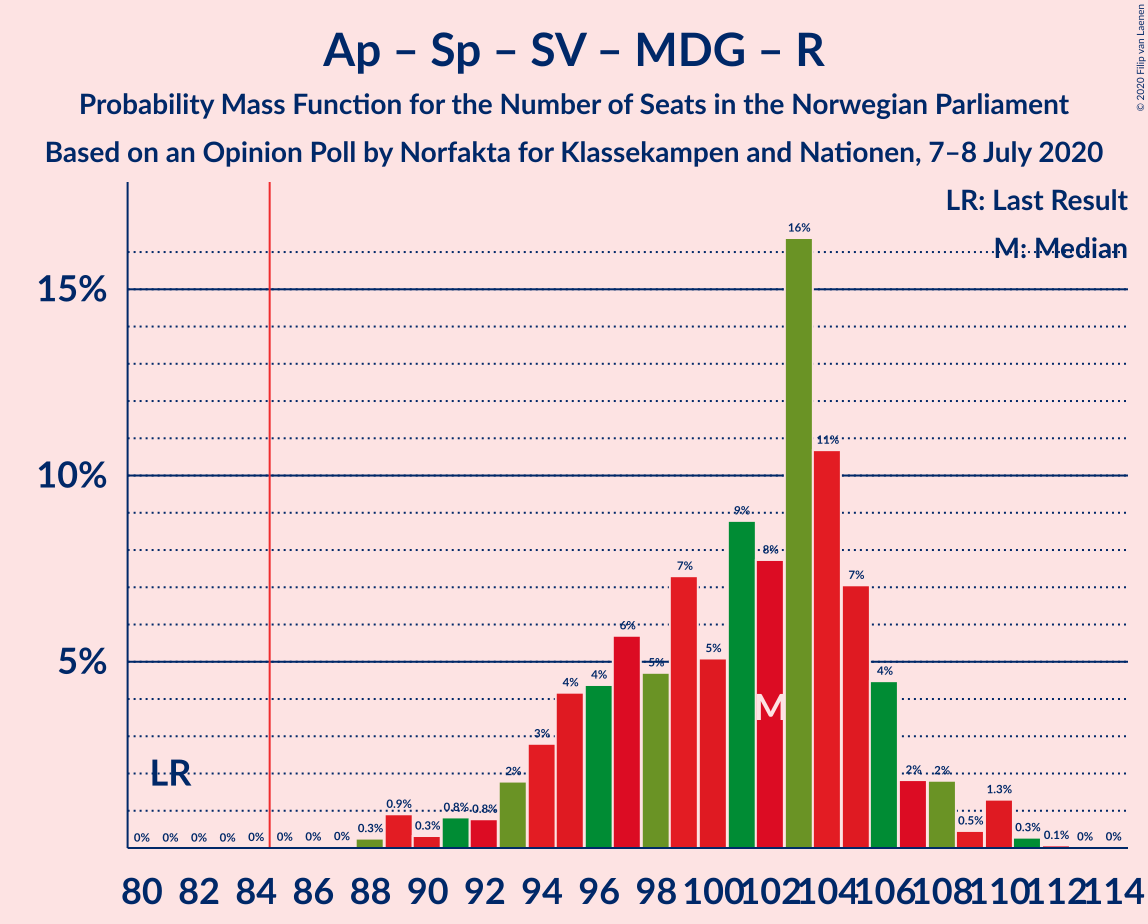 Ap – Sp – SV – MDG – R
Probability Mass Function for the Number of Seats in the Norwegian Parliament
Based on an Opinion Poll by Norfakta for Klassekampen and Nationen, 7–8 July 2020
© 2020 Filip van Laenen
LR: Last Result
M: Median
15%
10%
5%
LR
M
0% 0% 0% 0% 0% 0% 0% 0% 0.3% 0.9% 0.3% 0.8% 0.8% 2% 3% 4% 4% 6% 5% 7% 5% 9% 8% 16% 11% 7% 4% 2% 2% 0.5% 1.3% 0.3% 0.1% 0% 0%
80 82 84 86 88 90 92 94 96 98 100 102 104 106 108 110 112 114